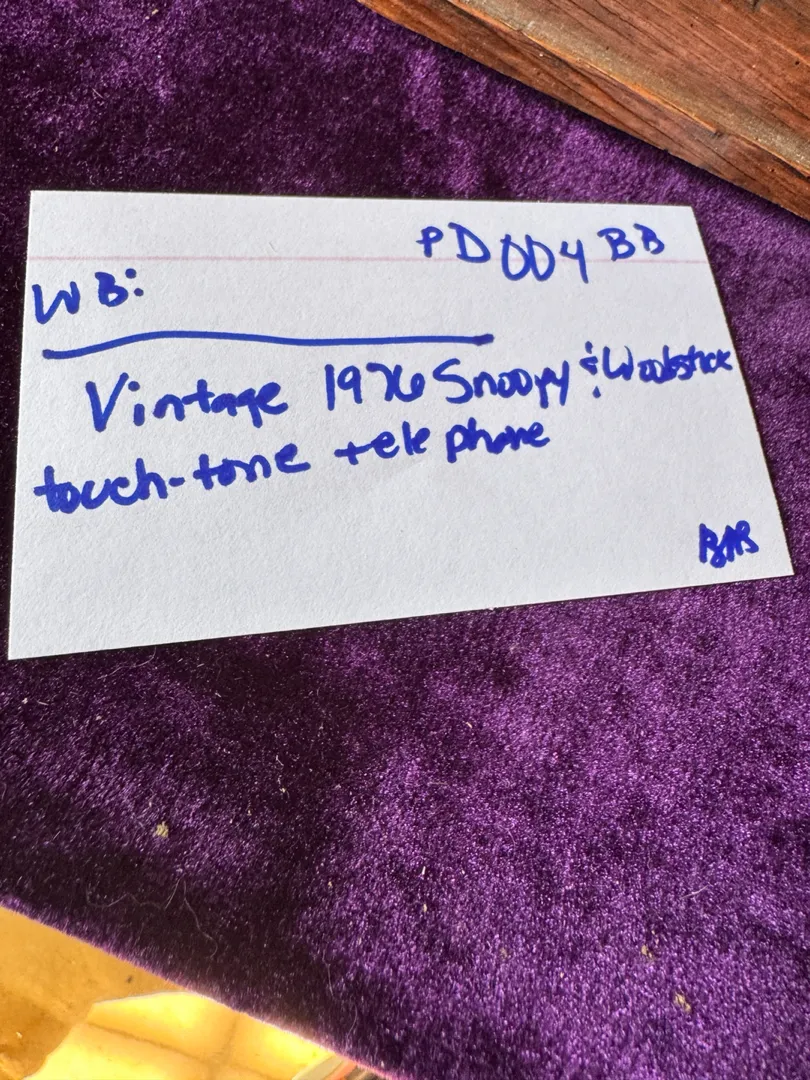 PD004BB
WB:
Vintage 1976 Snoopy & Woodstock
touch-tone telephone
BAB